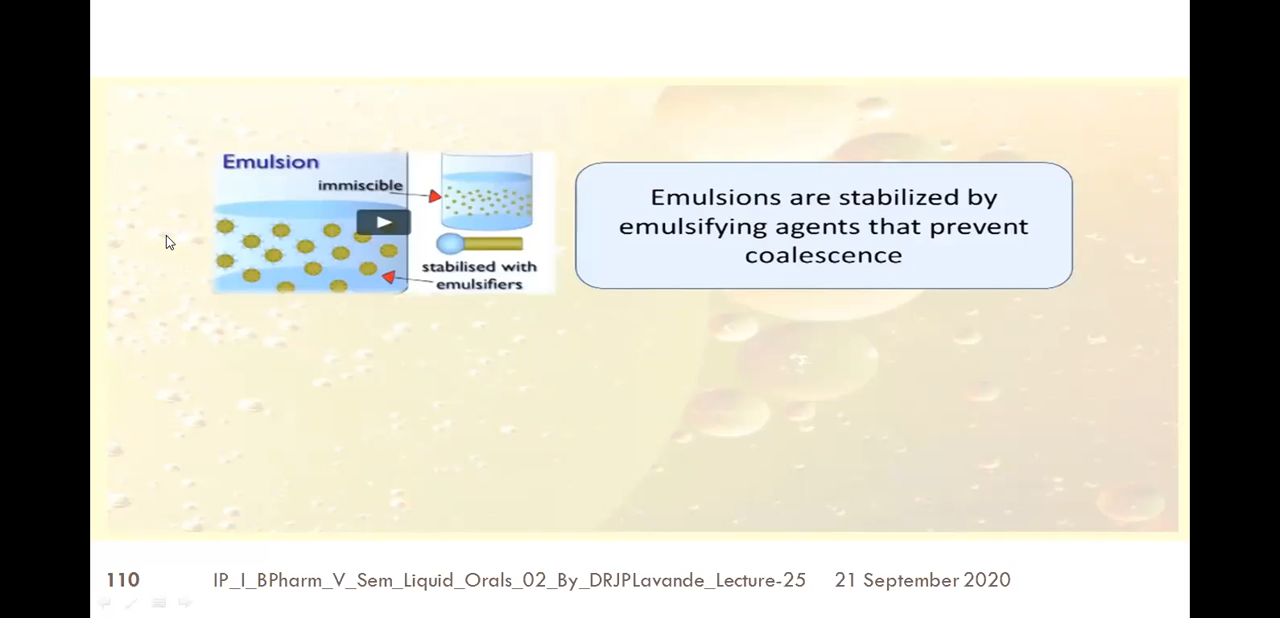 Emulsion
immiscible
stabilised with
emulsifiers
Emulsions are stabilized by
emulsifying agents that prevent
coalescence
110
IP_I_BPharm_V_Sem_Liquid_Orals_02_By_DRJPLavande_Lecture-25
21 September 2020